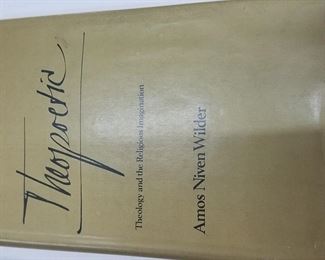 Theopoetic
Theology and the Religious Imagination
Amos Niven Wilder